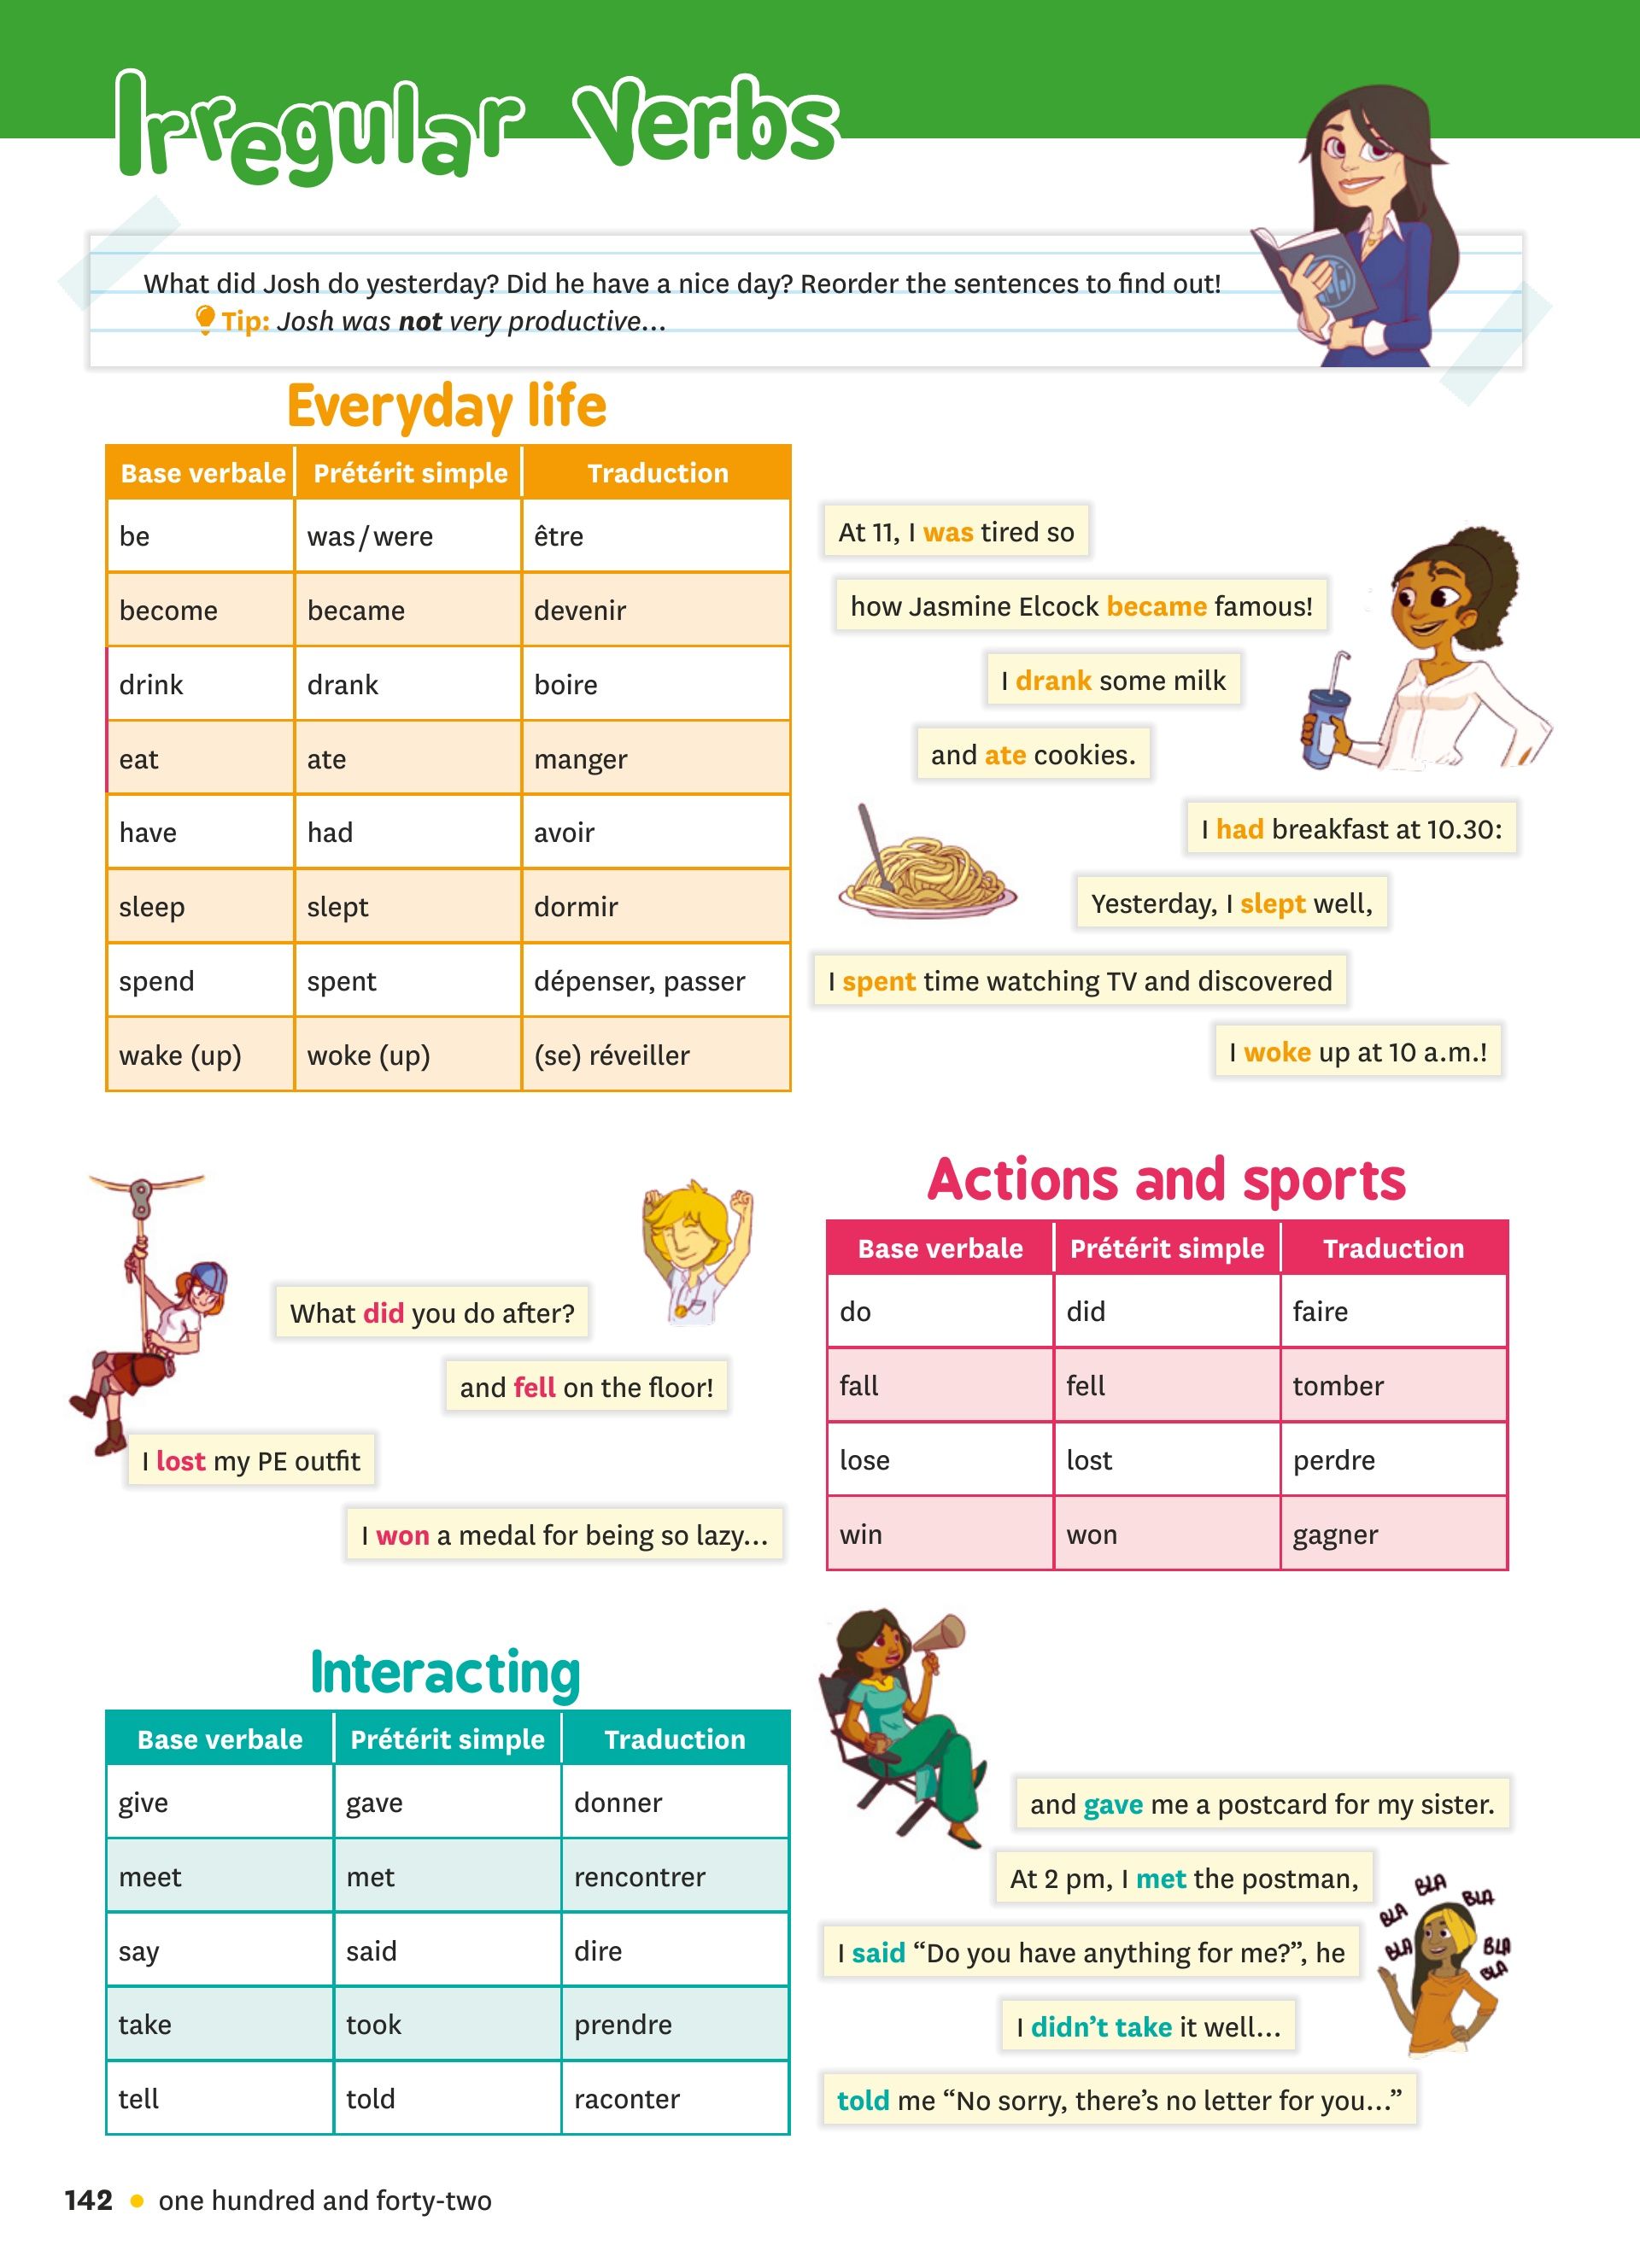 Irregular Verbs
What did Josh do yesterday? Did he have a nice day? Reorder the sentences to find out!
Tip: Josh was not very productive...
Everyday life
Base verbale Prétérit simple Traduction
be was/were être
become became devenir
drink drank boire
eat ate manger
have had avoir
sleep slept dormir
spend spent dépenser, passer
wake (up) woke (up) (se) réveiller
At 11, I was tired so
how Jasmine Elcock became famous!
I drank some milk
and ate cookies.
I had breakfast at 10.30:
Yesterday, I slept well,
I spent time watching TV and discovered
I woke up at 10 a.m.!
What did you do after?
and fell on the floor!
I lost my PE outfit
I won a medal for being so lazy...
Actions and sports
Base verbale Prétérit simple Traduction
do did faire
fall fell tomber
lose lost perdre
win won gagner
Interacting
Base verbale Prétérit simple Traduction
give gave donner
meet met rencontrer
say said dire
take took prendre
tell told raconter
and gave me a postcard for my sister.
At 2 pm, I met the postman,
I said “Do you have anything for me?”, he
I didn’t take it well...
told me “No sorry, there’s no letter for you...”
BLA
BLA
BLA
BLA
BLA
BLA
142 • one hundred and forty-two